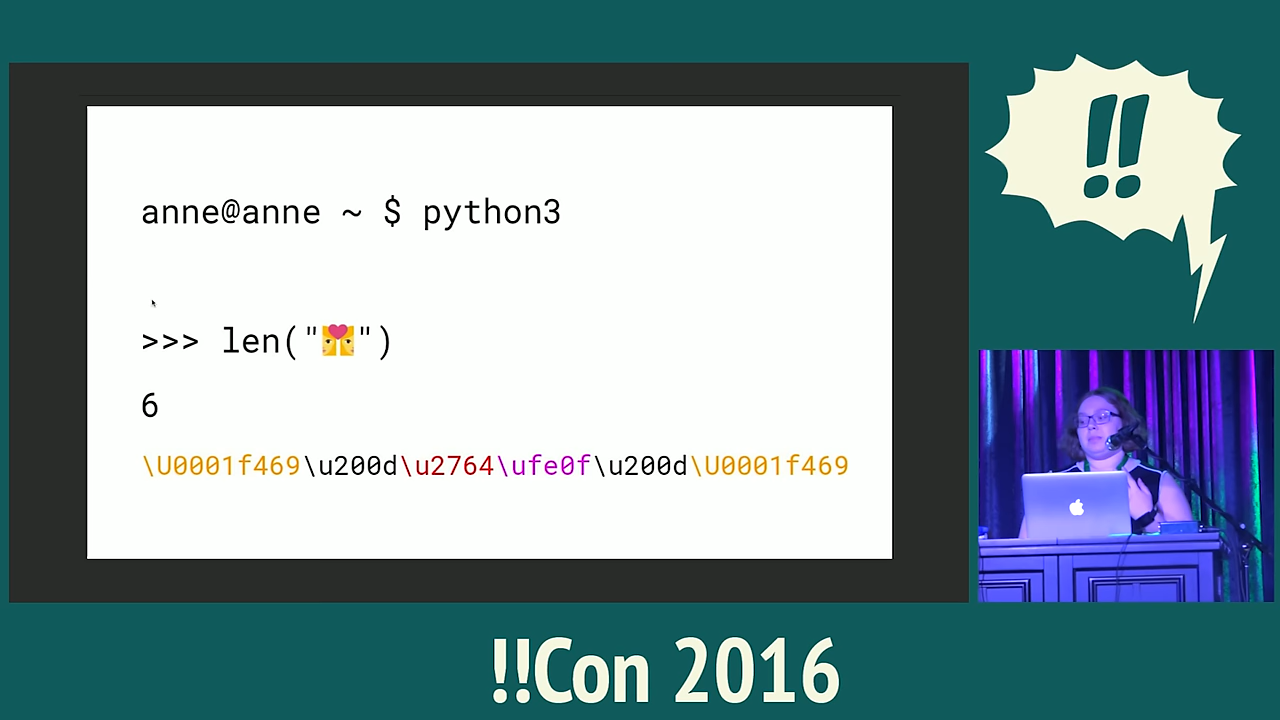 anne@anne ~ $ python3
>>> len("👩‍❤️‍👩")
6
\U0001f469\u200d\u2764\ufe0f\u200d\U0001f469
!!
!!Con 2016